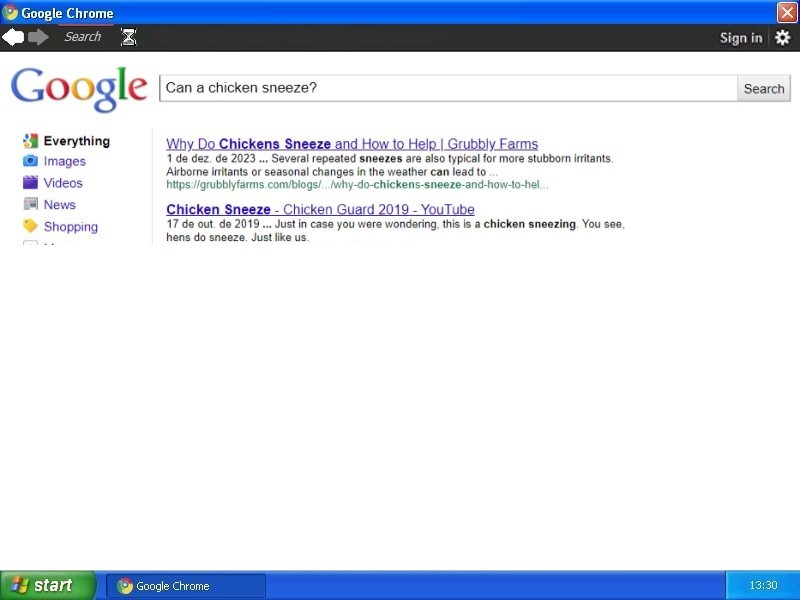 Google Chrome
Search
Sign in
Google
Can a chicken sneeze?
Search
Everything
Images
Videos
News
Shopping
Why Do Chickens Sneeze and How to Help | Grubbly Farms
1 de dez. de 2023 ... Several repeated sneezes are also typical for more stubborn irritants.
Airborne irritants or seasonal changes in the weather can lead to ...
https://grubblyfarms.com/blogs/.../why-do-chickens-sneeze-and-how-to-hel...
Chicken Sneeze - Chicken Guard 2019 - YouTube
17 de out. de 2019 ... Just in case you were wondering, this is a chicken sneezing. You see,
hens do sneeze. Just like us.
start
Google Chrome
13:30